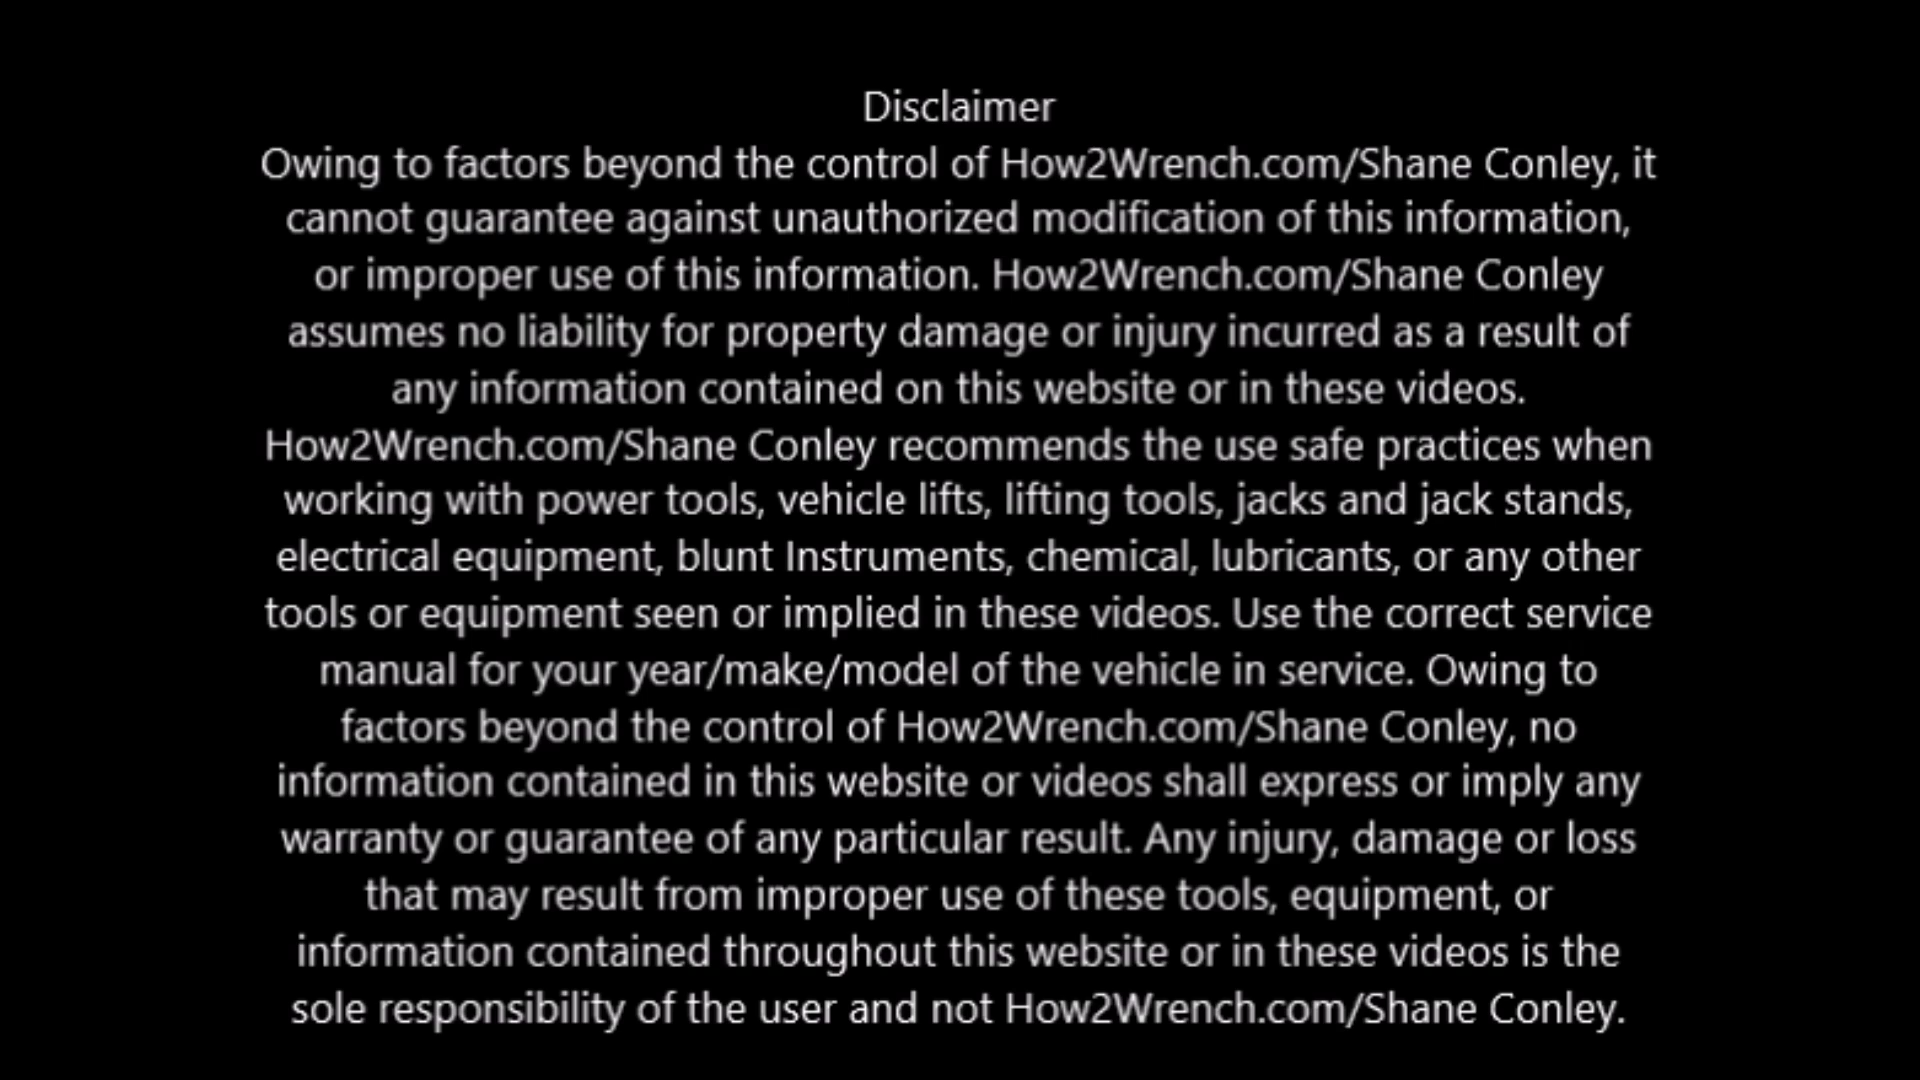 Disclaimer
Owing to factors beyond the control of How2Wrench.com/Shane Conley, it
cannot guarantee against unauthorized modification of this information,
or improper use of this information. How2Wrench.com/Shane Conley
assumes no liability for property damage or injury incurred as a result of
any information contained on this website or in these videos.
How2Wrench.com/Shane Conley recommends the use safe practices when
working with power tools, vehicle lifts, lifting tools, jacks and jack stands,
electrical equipment, blunt Instruments, chemical, lubricants, or any other
tools or equipment seen or implied in these videos. Use the correct service
manual for your year/make/model of the vehicle in service. Owing to
factors beyond the control of How2Wrench.com/Shane Conley, no
information contained in this website or videos shall express or imply any
warranty or guarantee of any particular result. Any injury, damage or loss
that may result from improper use of these tools, equipment, or
information contained throughout this website or in these videos is the
sole responsibility of the user and not How2Wrench.com/Shane Conley.